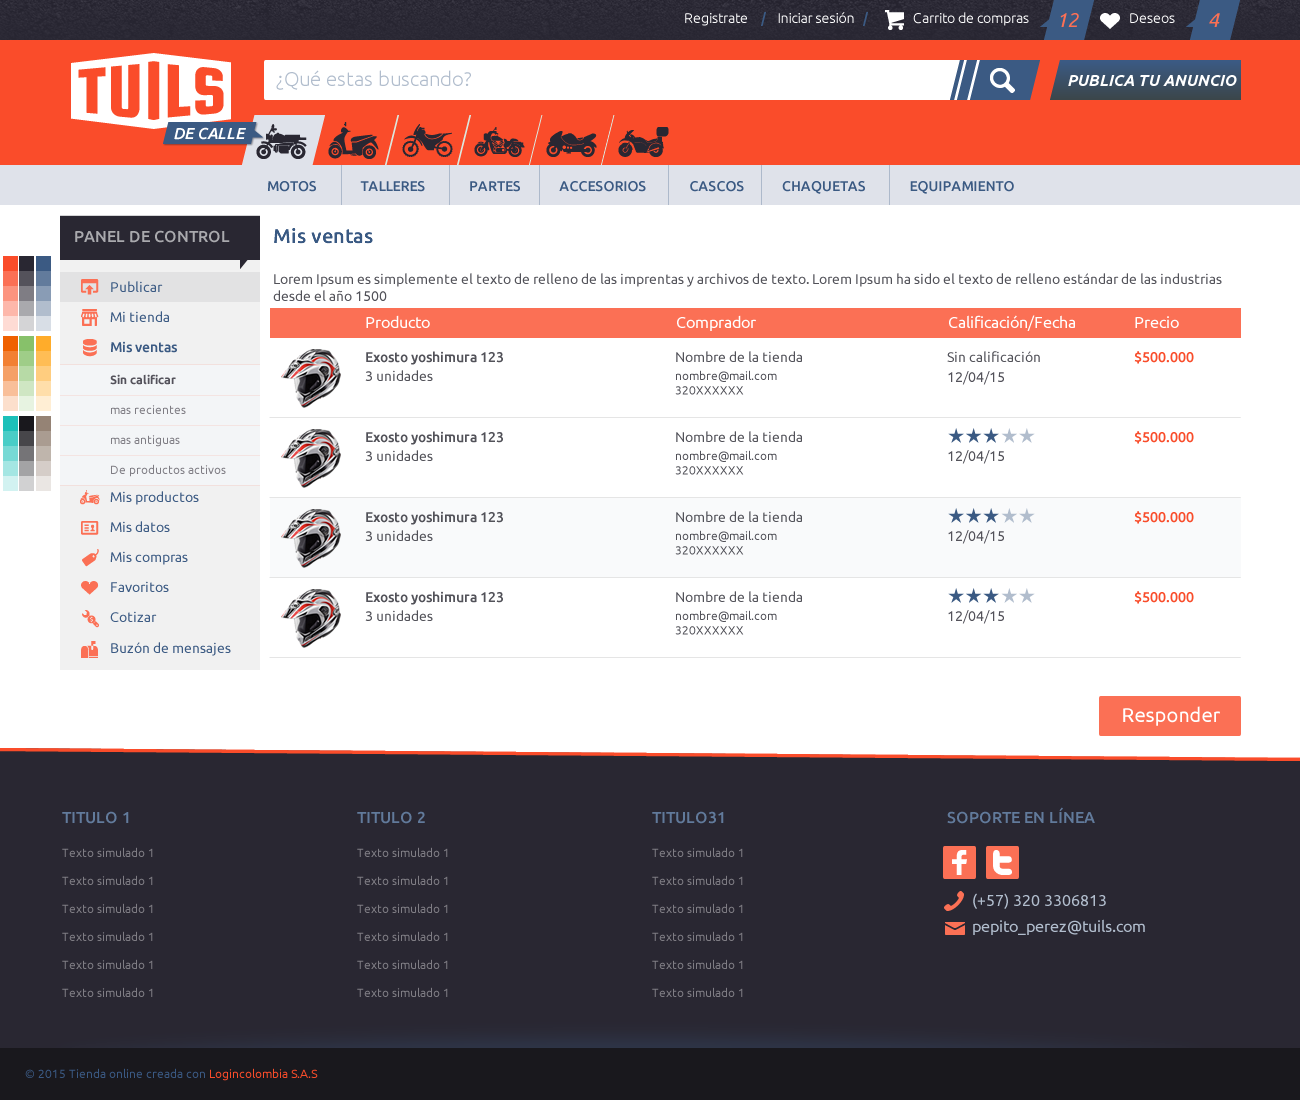 Registrate / Iniciar sesión / Carrito de compras 12 Deseos 4
TUILS
DE CALLE
¿Qué estas buscando?
PUBLICA TU ANUNCIO
MOTOS TALLERES PARTES ACCESORIOS CASCOS CHAQUETAS EQUIPAMIENTO
PANEL DE CONTROL
Publicar
Mi tienda
Mis ventas
Sin calificar
mas recientes
mas antiguas
De productos activos
Mis productos
Mis datos
Mis compras
Favoritos
Cotizar
Buzón de mensajes
Mis ventas
Lorem Ipsum es simplemente el texto de relleno de las imprentas y archivos de texto. Lorem Ipsum ha sido el texto de relleno estándar de las industrias
desde el año 1500
Producto Comprador Calificación/Fecha Precio
Exosto yoshimura 123 Nombre de la tienda Sin calificación $500.000
3 unidades nombre@mail.com 12/04/15
320XXXXXX
Exosto yoshimura 123 Nombre de la tienda $500.000
3 unidades nombre@mail.com 12/04/15
320XXXXXX
Exosto yoshimura 123 Nombre de la tienda $500.000
3 unidades nombre@mail.com 12/04/15
320XXXXXX
Exosto yoshimura 123 Nombre de la tienda $500.000
3 unidades nombre@mail.com 12/04/15
320XXXXXX
Responder
TITULO 1
Texto simulado 1
Texto simulado 1
Texto simulado 1
Texto simulado 1
Texto simulado 1
Texto simulado 1
TITULO 2
Texto simulado 1
Texto simulado 1
Texto simulado 1
Texto simulado 1
Texto simulado 1
Texto simulado 1
TITULO31
Texto simulado 1
Texto simulado 1
Texto simulado 1
Texto simulado 1
Texto simulado 1
Texto simulado 1
SOPORTE EN LÍNEA
(+57) 320 3306813
pepito_perez@tuils.com
© 2015 Tienda online creada con Logincolombia S.A.S